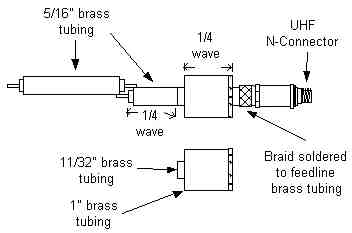 5/16" brass
tubing
1/4
wave
UHF
N-Connector
1/4
wave
11/32" brass
tubing
1" brass
tubing
Braid soldered
to feedline
brass tubing